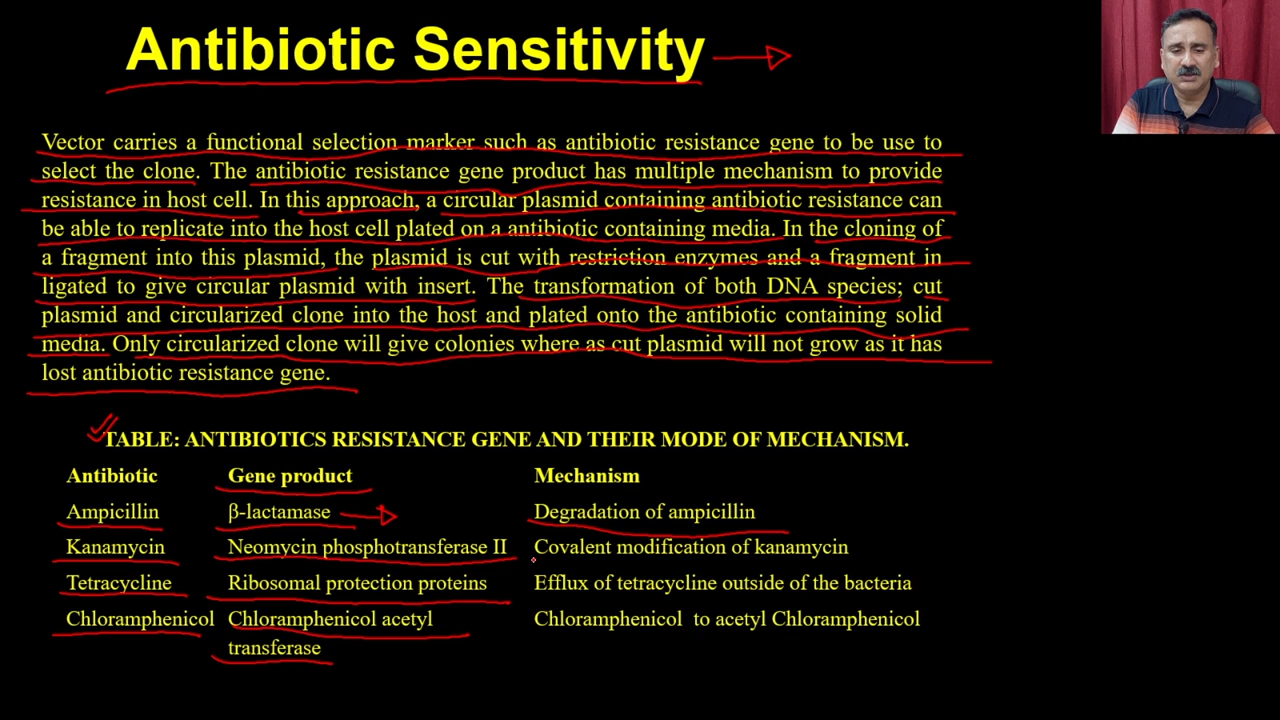 Antibiotic Sensitivity
Vector carries a functional selection marker such as antibiotic resistance gene to be use to
select the clone. The antibiotic resistance gene product has multiple mechanism to provide
resistance in host cell. In this approach, a circular plasmid containing antibiotic resistance can
be able to replicate into the host cell plated on a antibiotic containing media. In the cloning of
a fragment into this plasmid, the plasmid is cut with restriction enzymes and a fragment in
ligated to give circular plasmid with insert. The transformation of both DNA species; cut
plasmid and circularized clone into the host and plated onto the antibiotic containing solid
media. Only circularized clone will give colonies where as cut plasmid will not grow as it has
lost antibiotic resistance gene.
TABLE: ANTIBIOTICS RESISTANCE GENE AND THEIR MODE OF MECHANISM.
Antibiotic Gene product Mechanism
Ampicillin β-lactamase Degradation of ampicillin
Kanamycin Neomycin phosphotransferase II Covalent modification of kanamycin
Tetracycline Ribosomal protection proteins Efflux of tetracycline outside of the bacteria
Chloramphenicol Chloramphenicol acetyl Chloramphenicol to acetyl Chloramphenicol
transferase